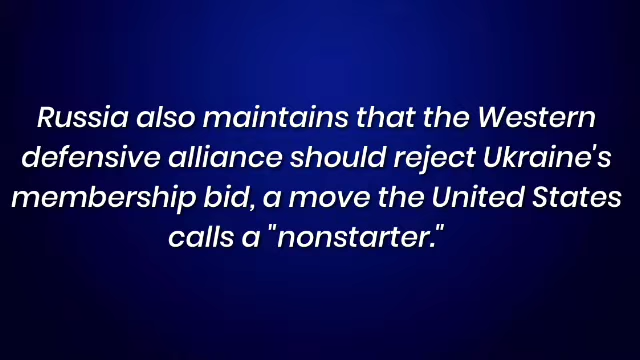 Russia also maintains that the Western
defensive alliance should reject Ukraine's
membership bid, a move the United States
calls a "nonstarter."